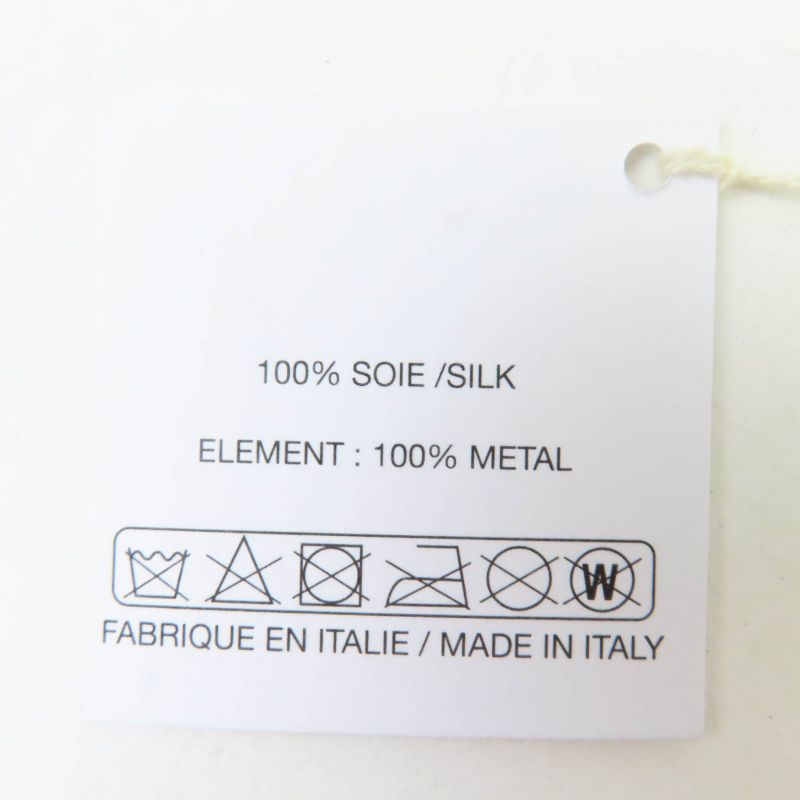 100% SOIE /SILK
ELEMENT : 100% METAL
W
FABRIQUE EN ITALIE / MADE IN ITALY